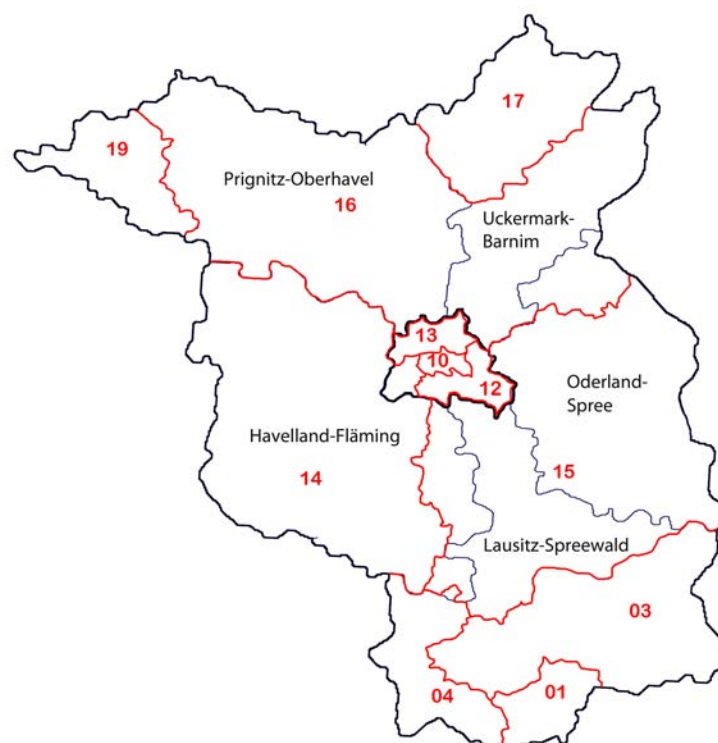 17
19
Prignitz-Oberhavel
16
Uckermark-
Barnim
13
10
12
Oderland-
Spree
Havelland-Fläming
14
15
Lausitz-Spreewald
03
04
01